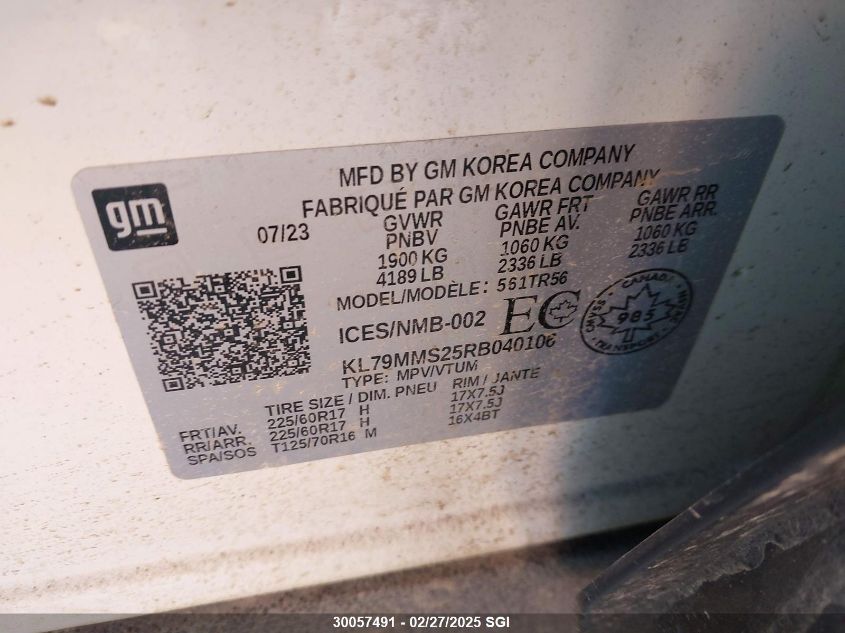 gm
MFD BY GM KOREA COMPANY
FABRIQUÉ PAR GM KOREA COMPANY
07/23
GVWR GAWR FRT GAWR RR
PNBV PNBE AV. PNBE ARR.
1900 KG 1060 KG 1060 KG
4189 LB 2336 LB 2336 LB
MODEL/MODÈLE: 561TR56
ICES/NMB-002 EC
CANADA
985
TRANSPORT
KL79MMS25RB040106
TYPE: MPV/VTUM
TIRE SIZE / DIM. PNEU RIM / JANTE
FRT/AV. 225/60R17 H 17X7.5J
RR/ARR. 225/60R17 H 17X7.5J
SPA/SOS T125/70R16 M 16X4BT
30057491 – 02/27/2025 SGI